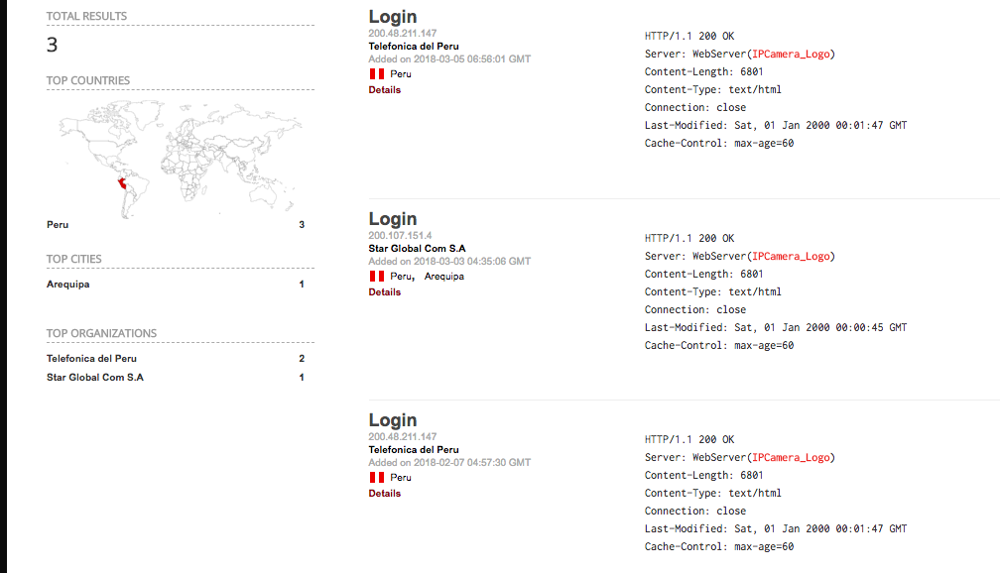 TOTAL RESULTS
3
TOP COUNTRIES
Peru 3
TOP CITIES
Arequipa 1
TOP ORGANIZATIONS
Telefonica del Peru 2
Star Global Com S.A 1
Login
200.48.211.147
Telefonica del Peru
Added on 2018-03-05 06:56:01 GMT
Peru
Details
HTTP/1.1 200 OK
Server: WebServer(IPCamera_Logo)
Content-Length: 6801
Content-Type: text/html
Connection: close
Last-Modified: Sat, 01 Jan 2000 00:01:47 GMT
Cache-Control: max-age=60
Login
200.107.151.4
Star Global Com S.A
Added on 2018-03-03 04:35:06 GMT
Peru, Arequipa
Details
HTTP/1.1 200 OK
Server: WebServer(IPCamera_Logo)
Content-Length: 6801
Content-Type: text/html
Connection: close
Last-Modified: Sat, 01 Jan 2000 00:00:45 GMT
Cache-Control: max-age=60
Login
200.48.211.147
Telefonica del Peru
Added on 2018-02-07 04:57:30 GMT
Peru
Details
HTTP/1.1 200 OK
Server: WebServer(IPCamera_Logo)
Content-Length: 6801
Content-Type: text/html
Connection: close
Last-Modified: Sat, 01 Jan 2000 00:01:47 GMT
Cache-Control: max-age=60